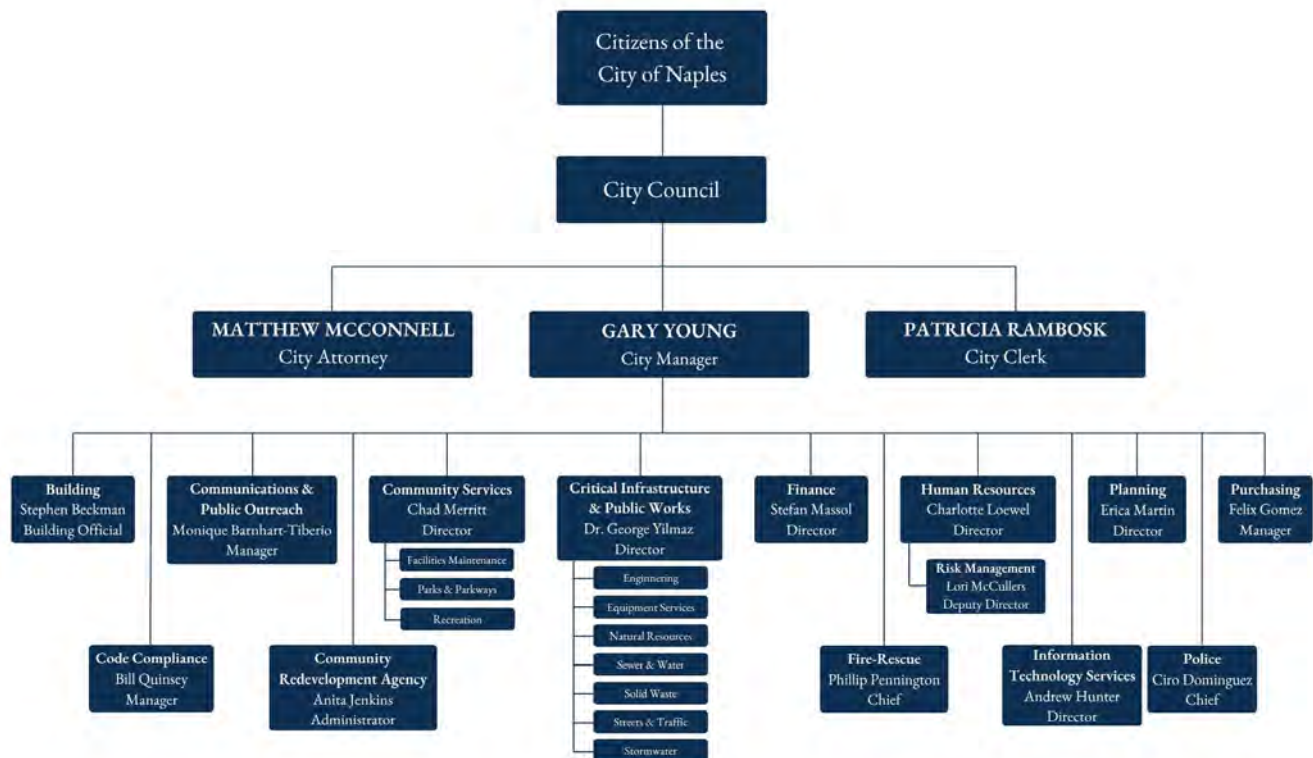 Citizens of the
City of Naples
City Council
MATTHEW MCCONNELL
City Attorney
GARY YOUNG
City Manager
PATRICIA RAMBOSK
City Clerk
Building
Stephen Beckman
Building Official
Communications &
Public Outreach
Monique Barnhart-Tiberio
Manager
Community Services
Chad Merritt
Director
Facilities Maintenance
Parks & Parkways
Recreation
Critical Infrastructure
& Public Works
Dr. George Yilmaz
Director
Enginnering
Equipment Services
Natural Resources
Sewer & Water
Solid Waste
Streets & Traffic
Stormwater
Finance
Stefan Massol
Director
Human Resources
Charlotte Loewel
Director
Risk Management
Lori McCullers
Deputy Director
Planning
Erica Martin
Director
Purchasing
Felix Gomez
Manager
Code Compliance
Bill Quinsey
Manager
Community
Redevelopment Agency
Anita Jenkins
Administrator
Fire-Rescue
Phillip Pennington
Chief
Information
Technology Services
Andrew Hunter
Director
Police
Ciro Dominguez
Chief